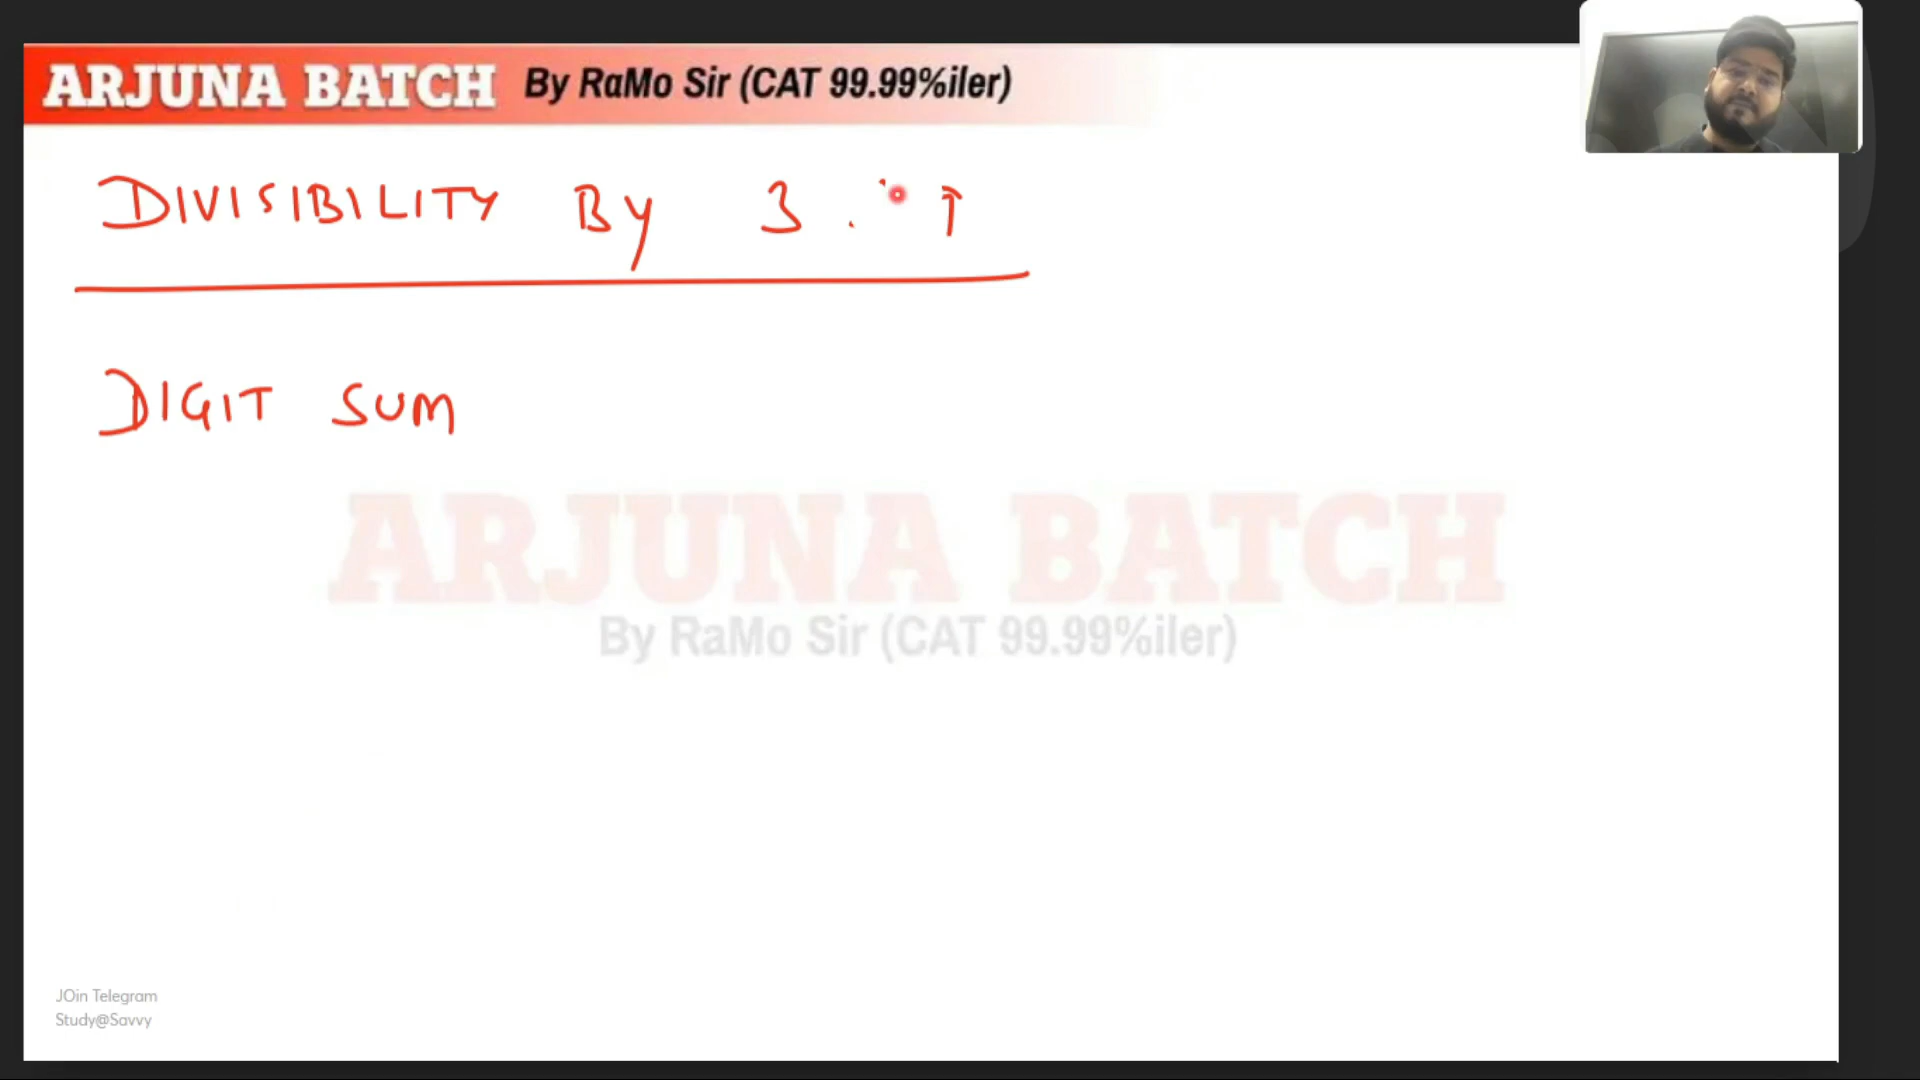 ARJUNA BATCH By RaMo Sir (CAT 99.99%iler)
DIVISIBILITY BY 3
DIGIT SUM
ARJUNA BATCH
By RaMo Sir (CAT 99.99%iler)
JOin Telegram
Study@Savvy